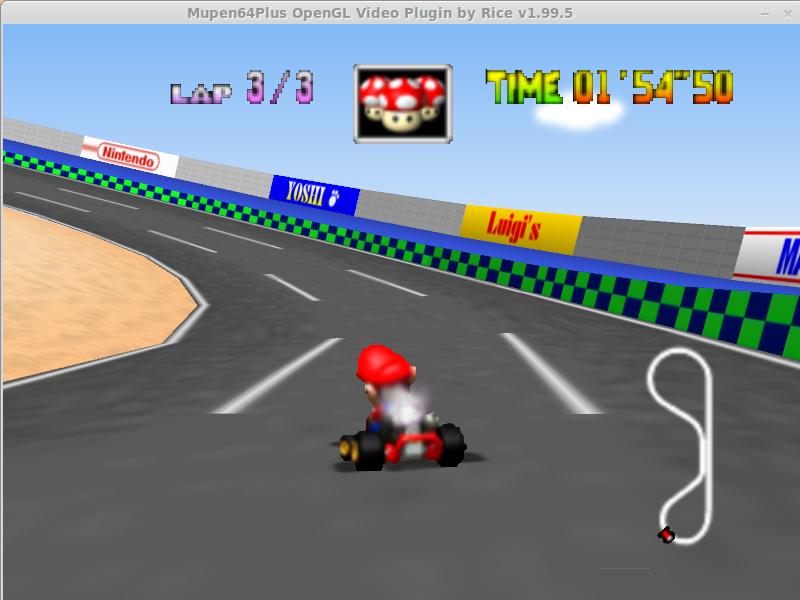 Mupen64Plus OpenGL Video Plugin by Rice v1.99.5
LAP 3/3
TIME 01'54"50
Nintendo
YOSHI
Luigi's